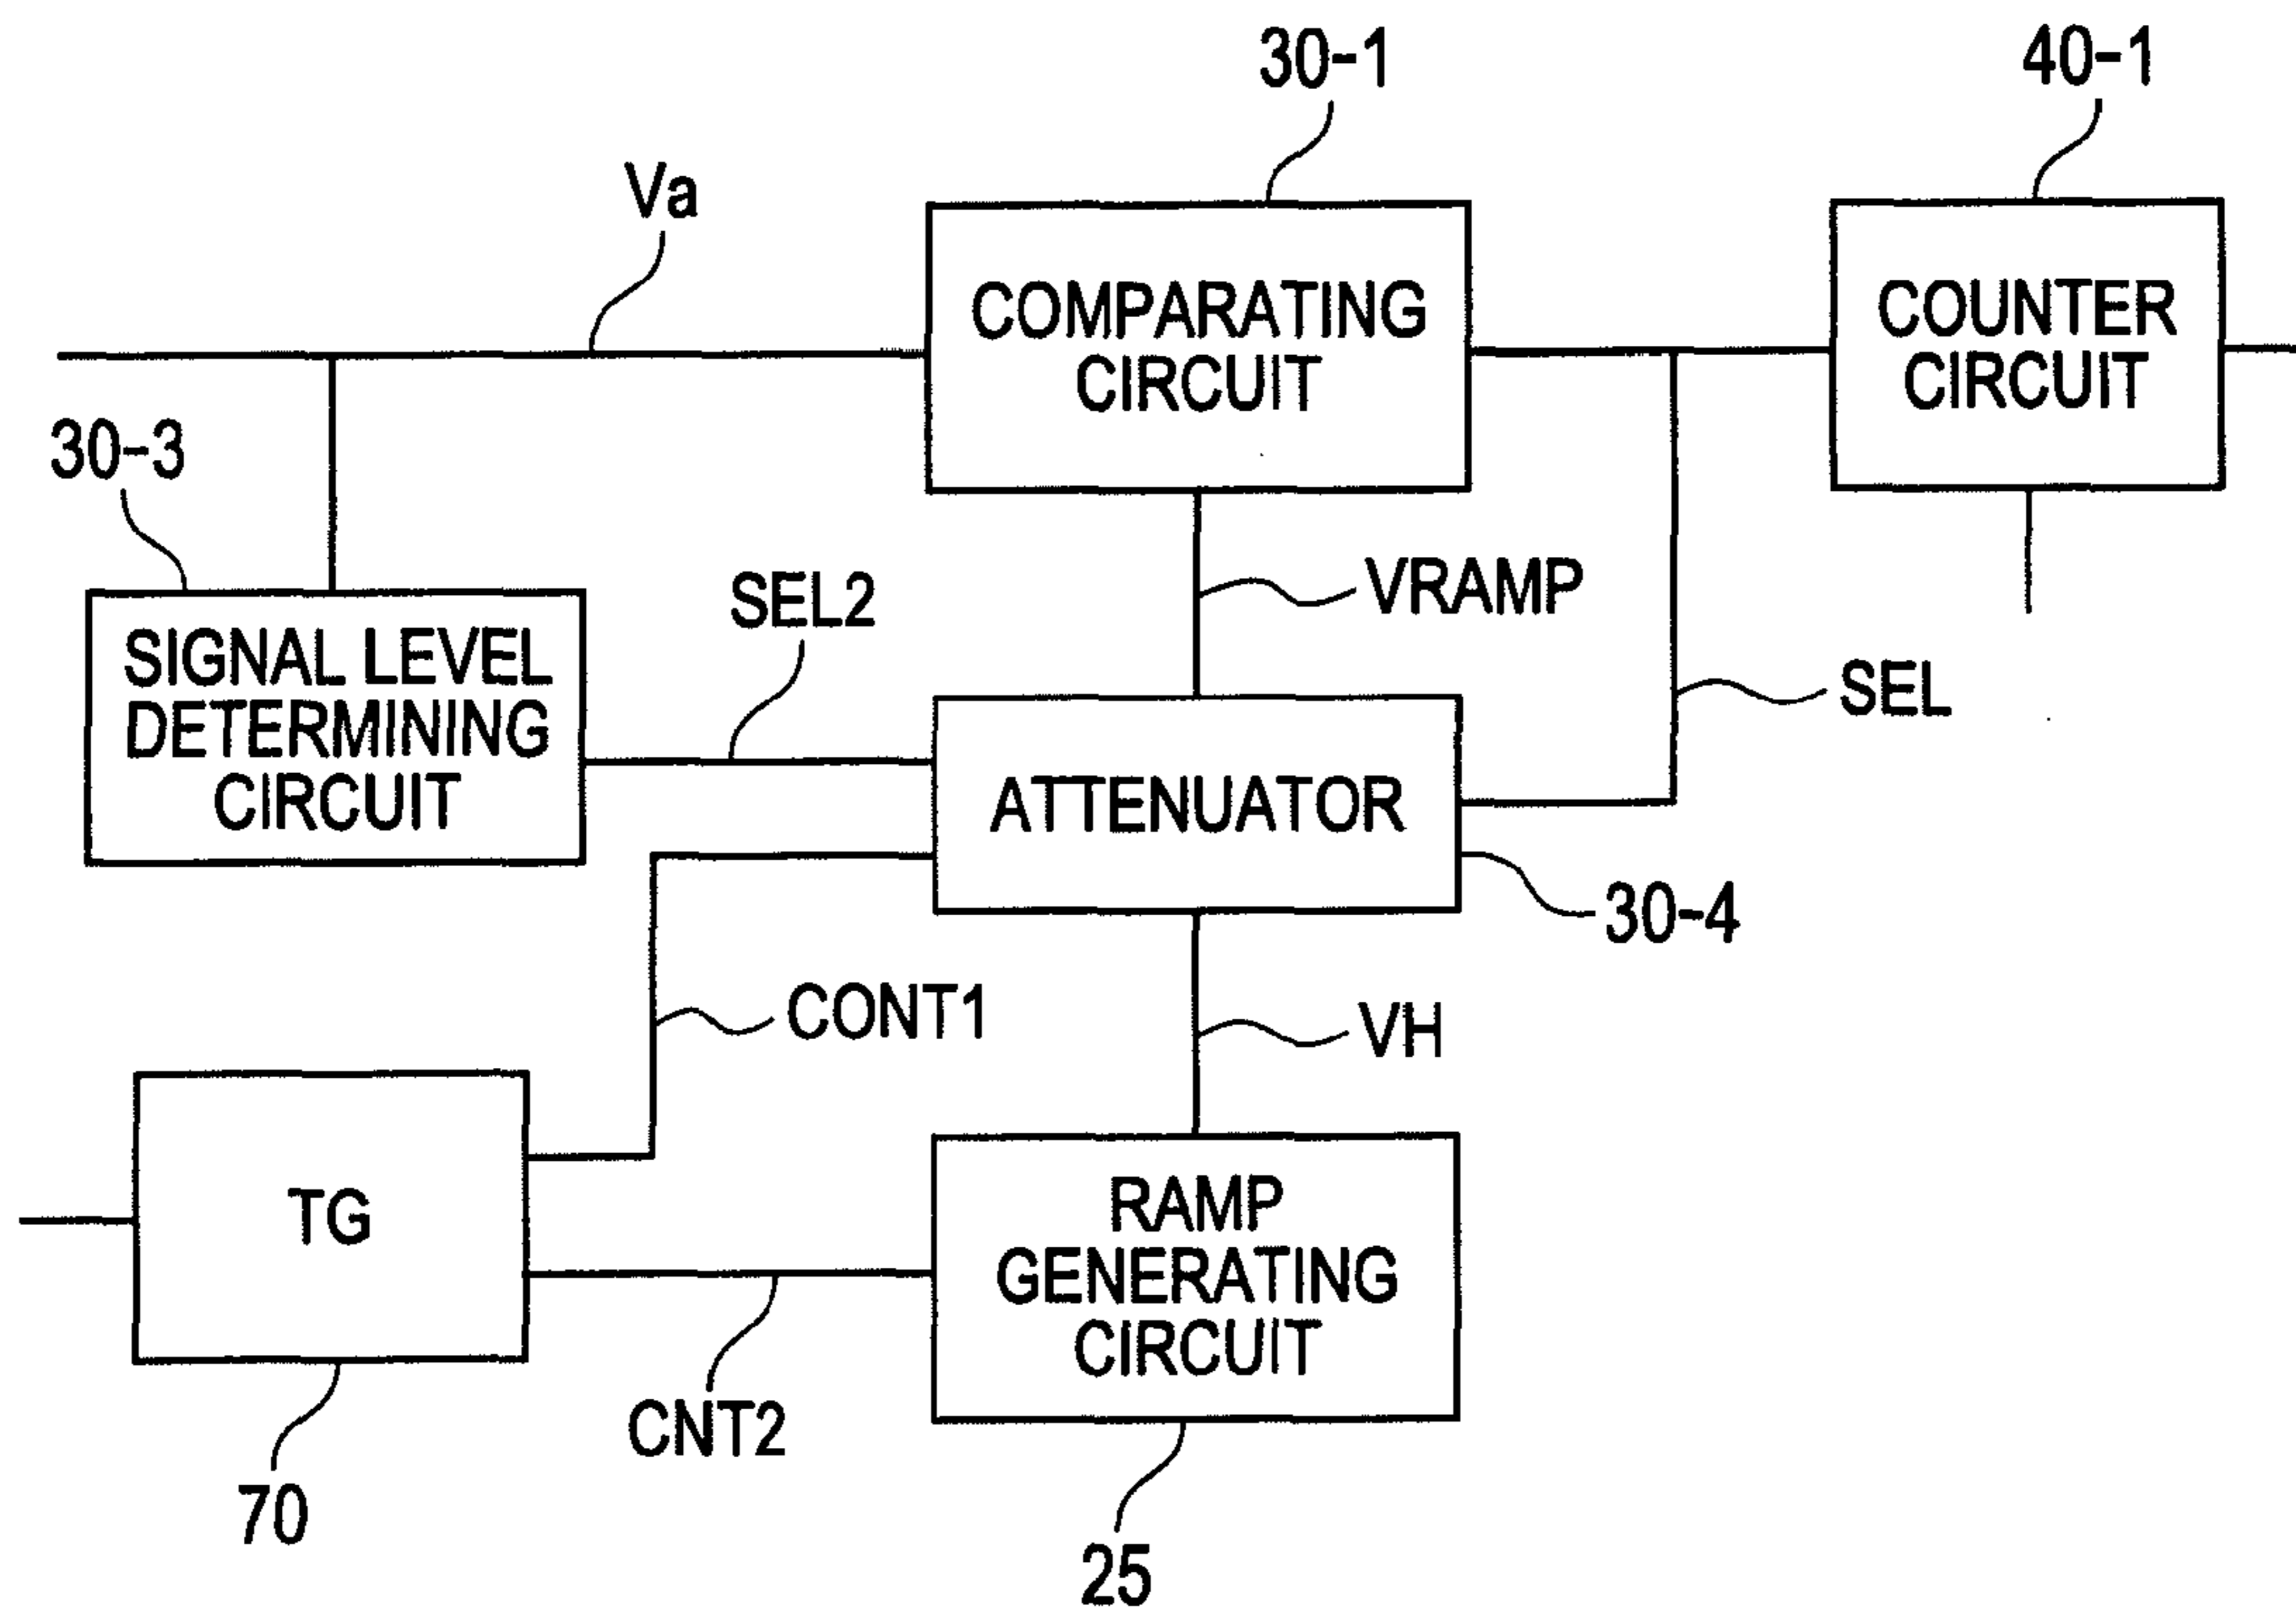 30-1
40-1
Va
COMPARATING
CIRCUIT
COUNTER
CIRCUIT
30-3
SEL2
VRAMP
SIGNAL LEVEL
DETERMINING
CIRCUIT
SEL
ATTENUATOR
30-4
CONT1
VH
TG
RAMP
GENERATING
CIRCUIT
CNT2
70
25